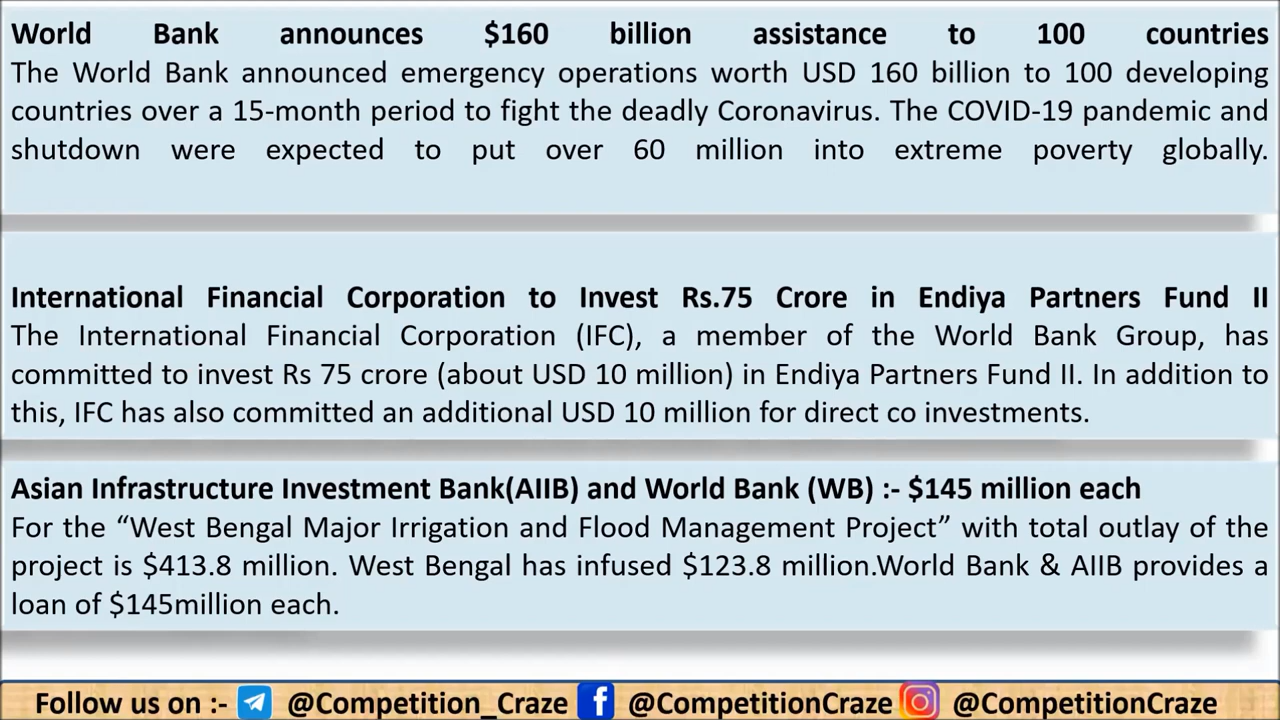 World Bank announces $160 billion assistance to 100 countries
The World Bank announced emergency operations worth USD 160 billion to 100 developing
countries over a 15-month period to fight the deadly Coronavirus. The COVID-19 pandemic and
shutdown were expected to put over 60 million into extreme poverty globally.
International Financial Corporation to Invest Rs.75 Crore in Endiya Partners Fund II
The International Financial Corporation (IFC), a member of the World Bank Group, has
committed to invest Rs 75 crore (about USD 10 million) in Endiya Partners Fund II. In addition to
this, IFC has also committed an additional USD 10 million for direct co investments.
Asian Infrastructure Investment Bank(AIIB) and World Bank (WB) :- $145 million each
For the “West Bengal Major Irrigation and Flood Management Project” with total outlay of the
project is $413.8 million. West Bengal has infused $123.8 million.World Bank & AIIB provides a
loan of $145million each.
Follow us on :- @Competition_Craze @CompetitionCraze @CompetitionCraze